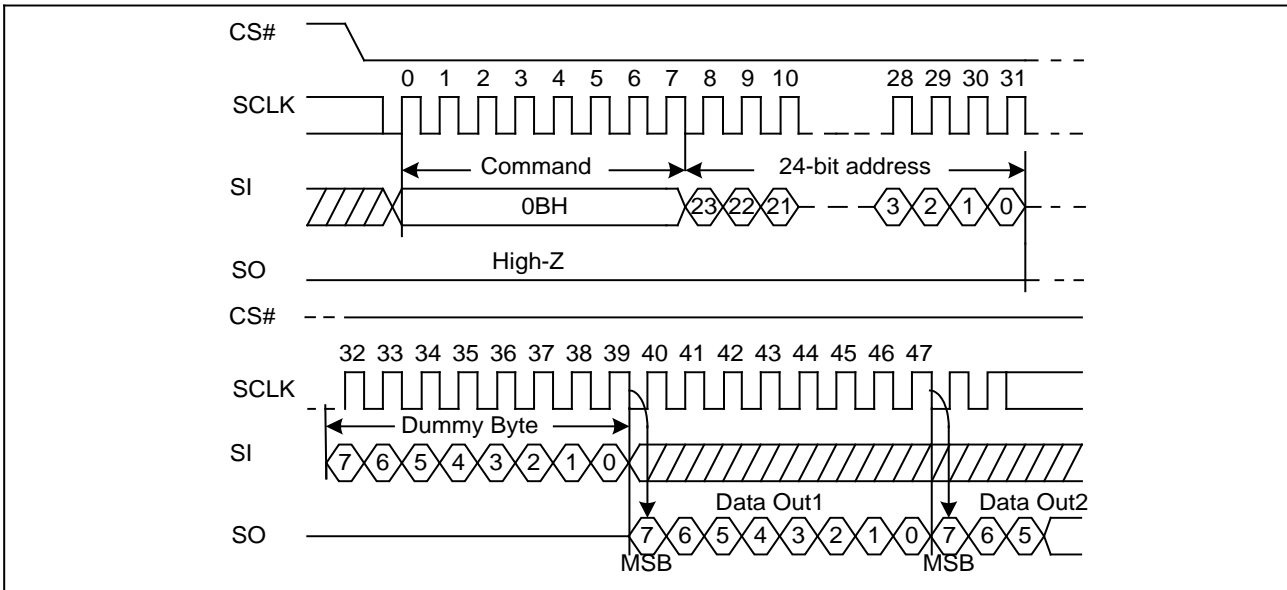 CS#
0 1 2 3 4 5 6 7 8 9 10 28 29 30 31
SCLK
Command 24-bit address
SI
0BH 23 22 21 3 2 1 0
High-Z
SO
CS#
32 33 34 35 36 37 38 39 40 41 42 43 44 45 46 47
SCLK
Dummy Byte
SI
7 6 5 4 3 2 1 0
Data Out1 Data Out2
SO
7 6 5 4 3 2 1 0 7 6 5
MSB MSB